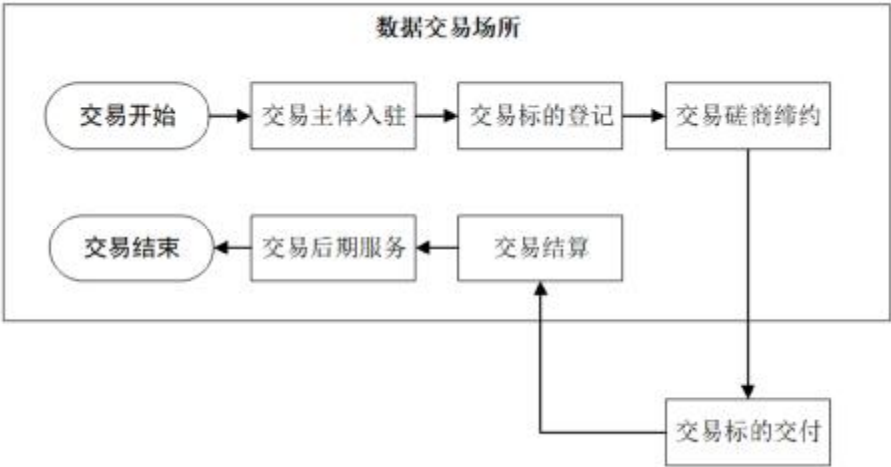 数据交易场所
交易开始
交易主体入驻
交易标的登记
交易磋商缔约
交易结束
交易后期服务
交易结算
交易标的交付